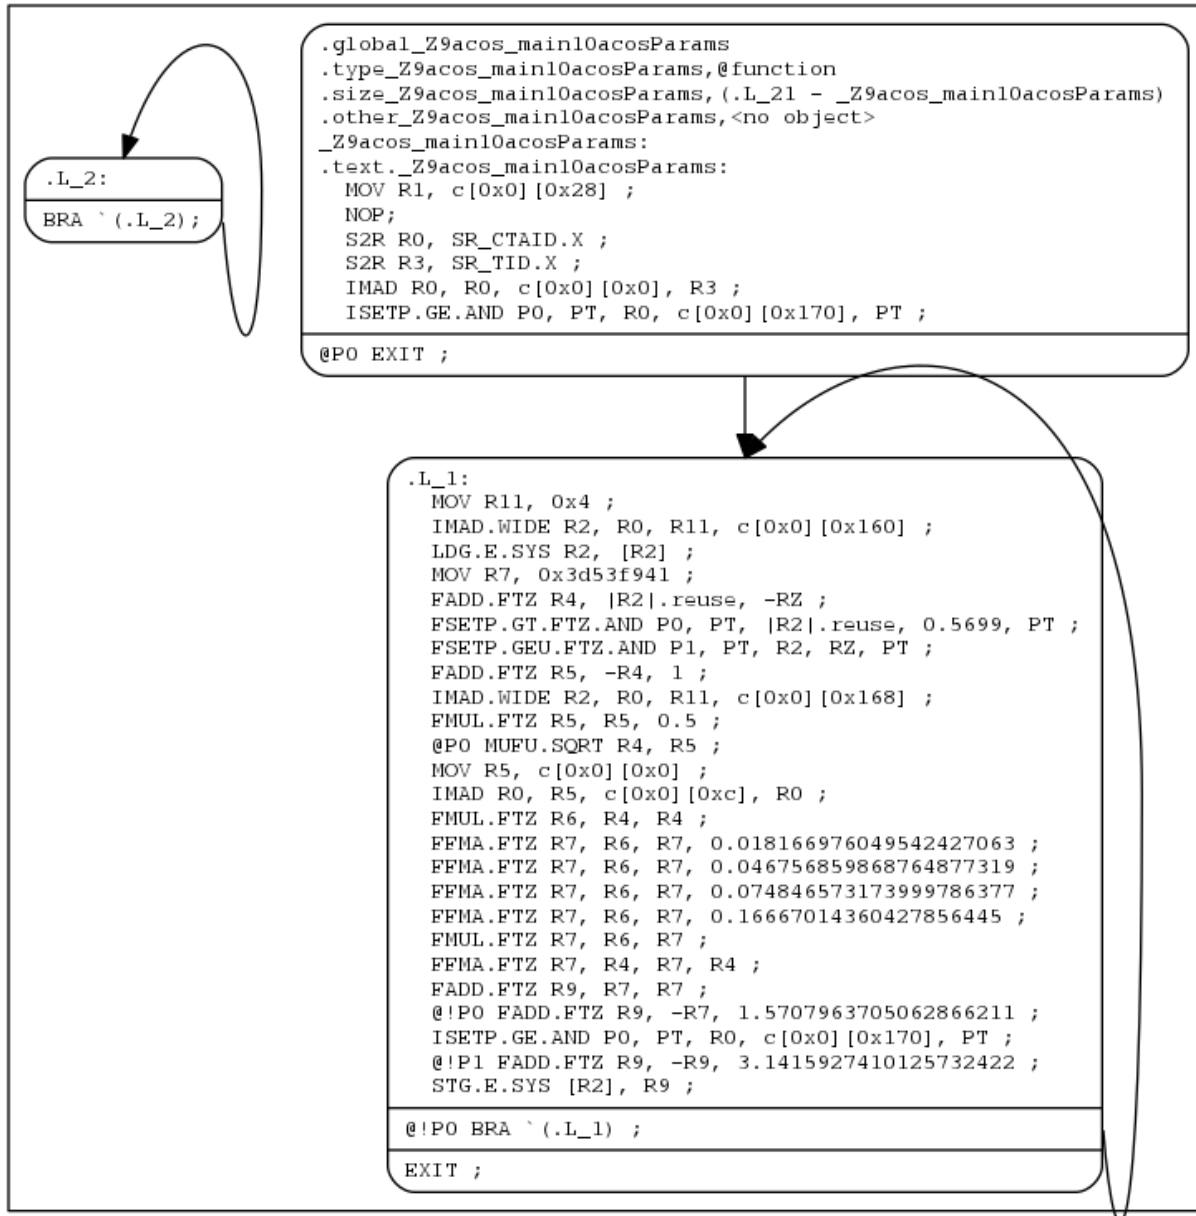 .L_2:
BRA `(.L_2);
.global_Z9acos_main10acosParams
.type_Z9acos_main10acosParams,@function
.size_Z9acos_main10acosParams,(.L_21 - _Z9acos_main10acosParams)
.other_Z9acos_main10acosParams,<no object>
_Z9acos_main10acosParams:
.text._Z9acos_main10acosParams:
MOV R1, c[0x0][0x28] ;
NOP;
S2R R0, SR_CTAID.X ;
S2R R3, SR_TID.X ;
IMAD R0, R0, c[0x0][0x0], R3 ;
ISETP.GE.AND P0, PT, R0, c[0x0][0x170], PT ;
@P0 EXIT ;
.L_1:
MOV R11, 0x4 ;
IMAD.WIDE R2, R0, R11, c[0x0][0x160] ;
LDG.E.SYS R2, [R2] ;
MOV R7, 0x3d53f941 ;
FADD.FTZ R4, |R2|.reuse, -RZ ;
FSETP.GT.FTZ.AND P0, PT, |R2|.reuse, 0.5699, PT ;
FSETP.GEU.FTZ.AND P1, PT, R2, RZ, PT ;
FADD.FTZ R5, -R4, 1 ;
IMAD.WIDE R2, R0, R11, c[0x0][0x168] ;
FMUL.FTZ R5, R5, 0.5 ;
@P0 MUFU.SQRT R4, R5 ;
MOV R5, c[0x0][0x0] ;
IMAD R0, R5, c[0x0][0xc], R0 ;
FMUL.FTZ R6, R4, R4 ;
FFMA.FTZ R7, R6, R7, 0.018166976049542427063 ;
FFMA.FTZ R7, R6, R7, 0.046756859868764877319 ;
FFMA.FTZ R7, R6, R7, 0.074846573173999786377 ;
FFMA.FTZ R7, R6, R7, 0.16667014360427856445 ;
FMUL.FTZ R7, R6, R7 ;
FFMA.FTZ R7, R4, R7, R4 ;
FADD.FTZ R9, R7, R7 ;
@!P0 FADD.FTZ R9, -R7, 1.5707963705062866211 ;
ISETP.GE.AND P0, PT, R0, c[0x0][0x170], PT ;
@!P1 FADD.FTZ R9, -R9, 3.1415927410125732422 ;
STG.E.SYS [R2], R9 ;
@!P0 BRA `(.L_1) ;
EXIT ;